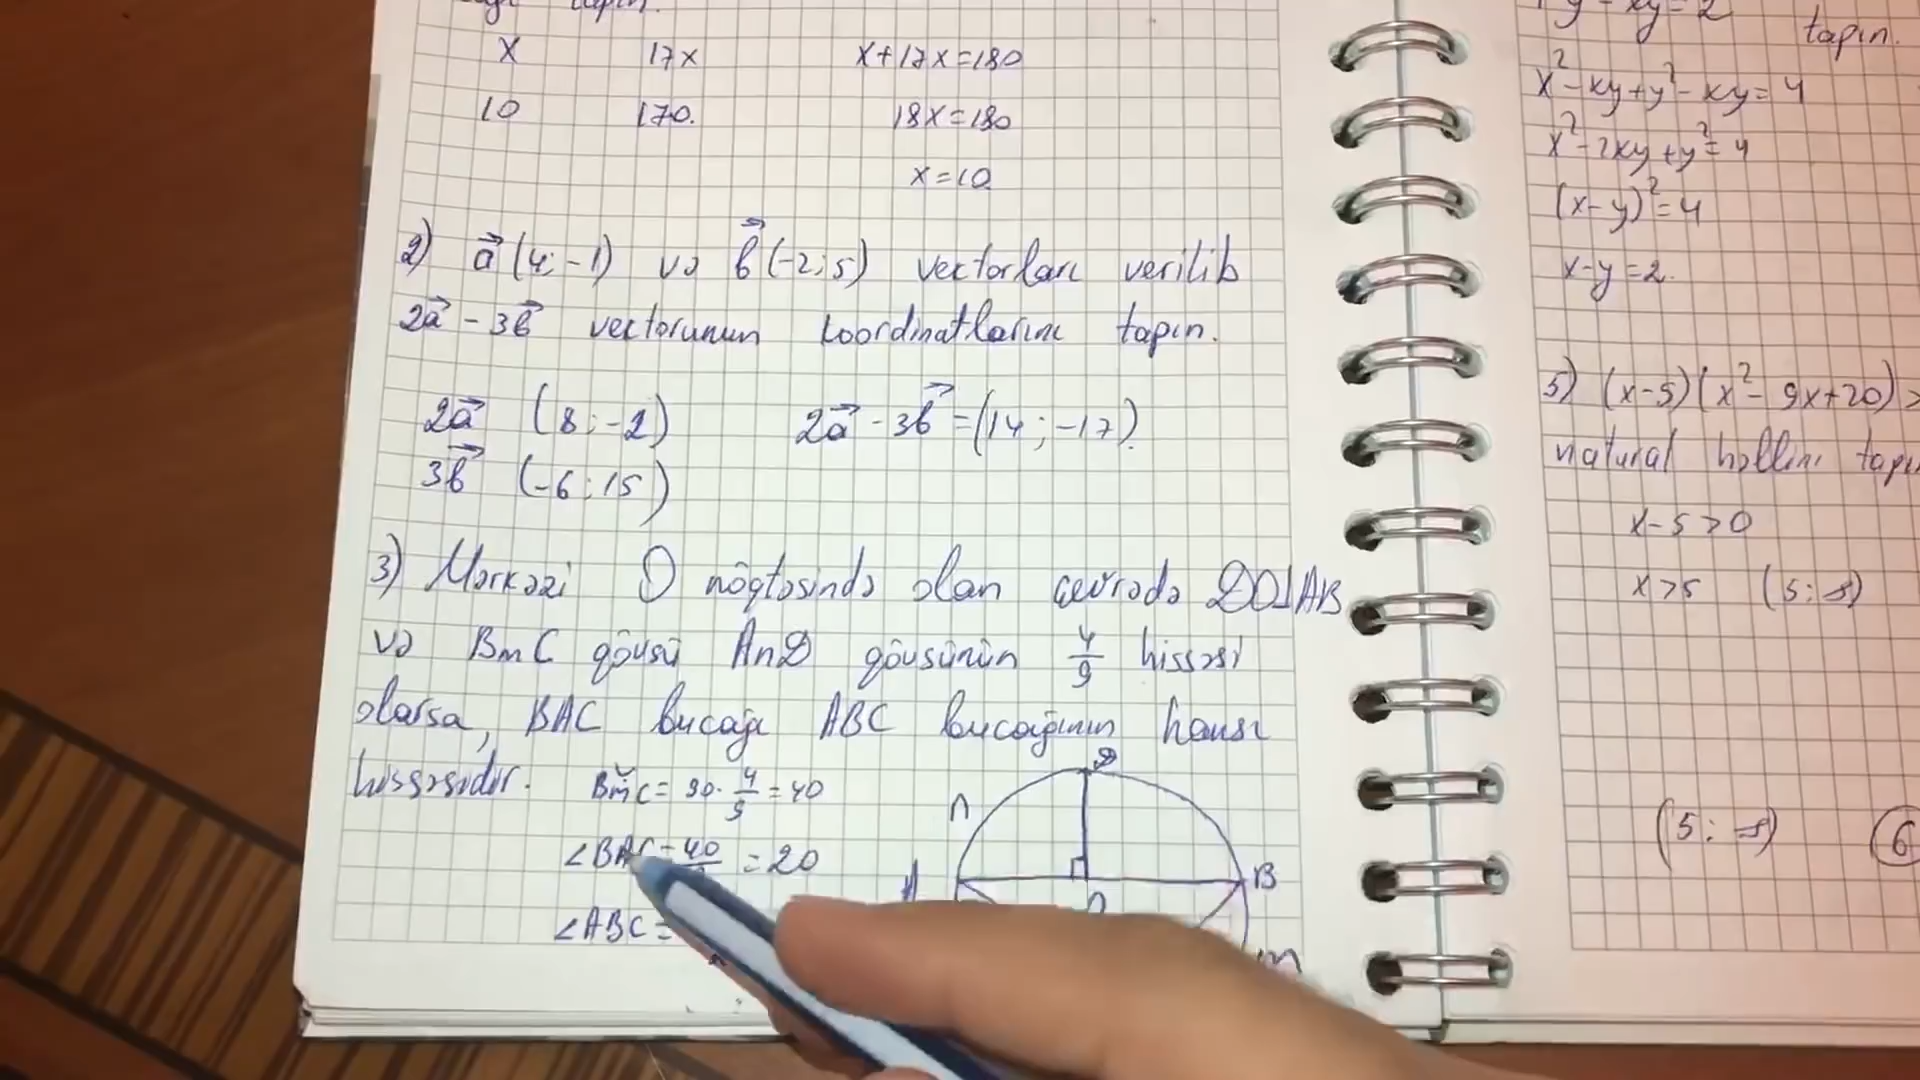 tapın.
x 17x x+17x=180
10 170. 18x=180
x=10
2) a⃗(4;-1) və b⃗(-2;5) vectorları verilib
2a⃗ - 3b⃗ vectorunun koordinatlarını tapın.
2a⃗ (8;-2) 2a⃗ - 3b⃗ = (14;-17).
3b⃗ (-6;15)
3) Mərkəzi O nöqtəsində olan çevrədə DO⊥AB
və BmC qövsü AnD qövsünün 4/9 hissəsi
olarsa, BAC bucağı ABC bucağının hansı
hissəsidir. BmC = 90·4/9 = 40
∠BAC = 40 = 20
∠ABC =
D
n
A B
O
m
y - xy = 2 tapın.
x²-xy+y²-xy=4
x²-2xy+y²=4
(x-y)²=4
x-y=2.
5) (x-5)(x²-9x+20)>
natural həllini
x-5>0
x>5 (5;∞)
(5;∞) 6